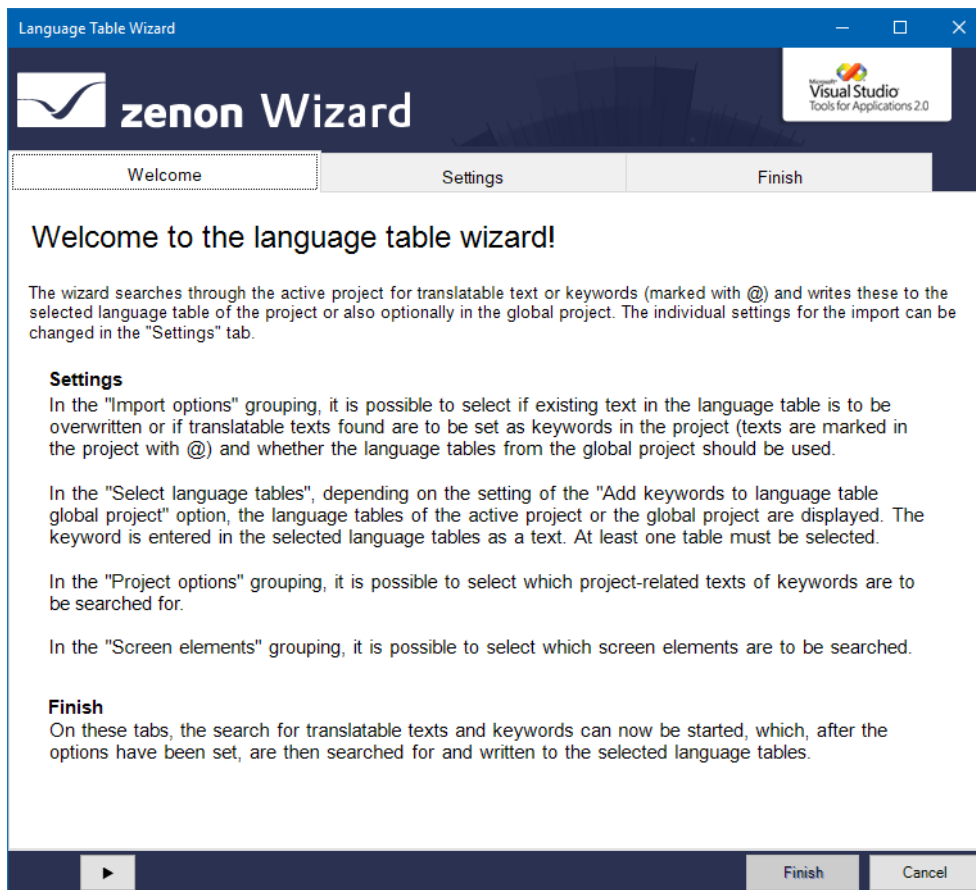 Language Table Wizard
zenon Wizard
Microsoft
Visual Studio
Tools for Applications 2.0
Welcome
Settings
Finish
Welcome to the language table wizard!
The wizard searches through the active project for translatable text or keywords (marked with @) and writes these to the
selected language table of the project or also optionally in the global project. The individual settings for the import can be
changed in the "Settings" tab.
Settings
In the "Import options" grouping, it is possible to select if existing text in the language table is to be
overwritten or if translatable texts found are to be set as keywords in the project (texts are marked in
the project with @) and whether the language tables from the global project should be used.
In the "Select language tables", depending on the setting of the "Add keywords to language table
global project" option, the language tables of the active project or the global project are displayed. The
keyword is entered in the selected language tables as a text. At least one table must be selected.
In the "Project options" grouping, it is possible to select which project-related texts of keywords are to
be searched for.
In the "Screen elements" grouping, it is possible to select which screen elements are to be searched.
Finish
On these tabs, the search for translatable texts and keywords can now be started, which, after the
options have been set, are then searched for and written to the selected language tables.
Finish
Cancel